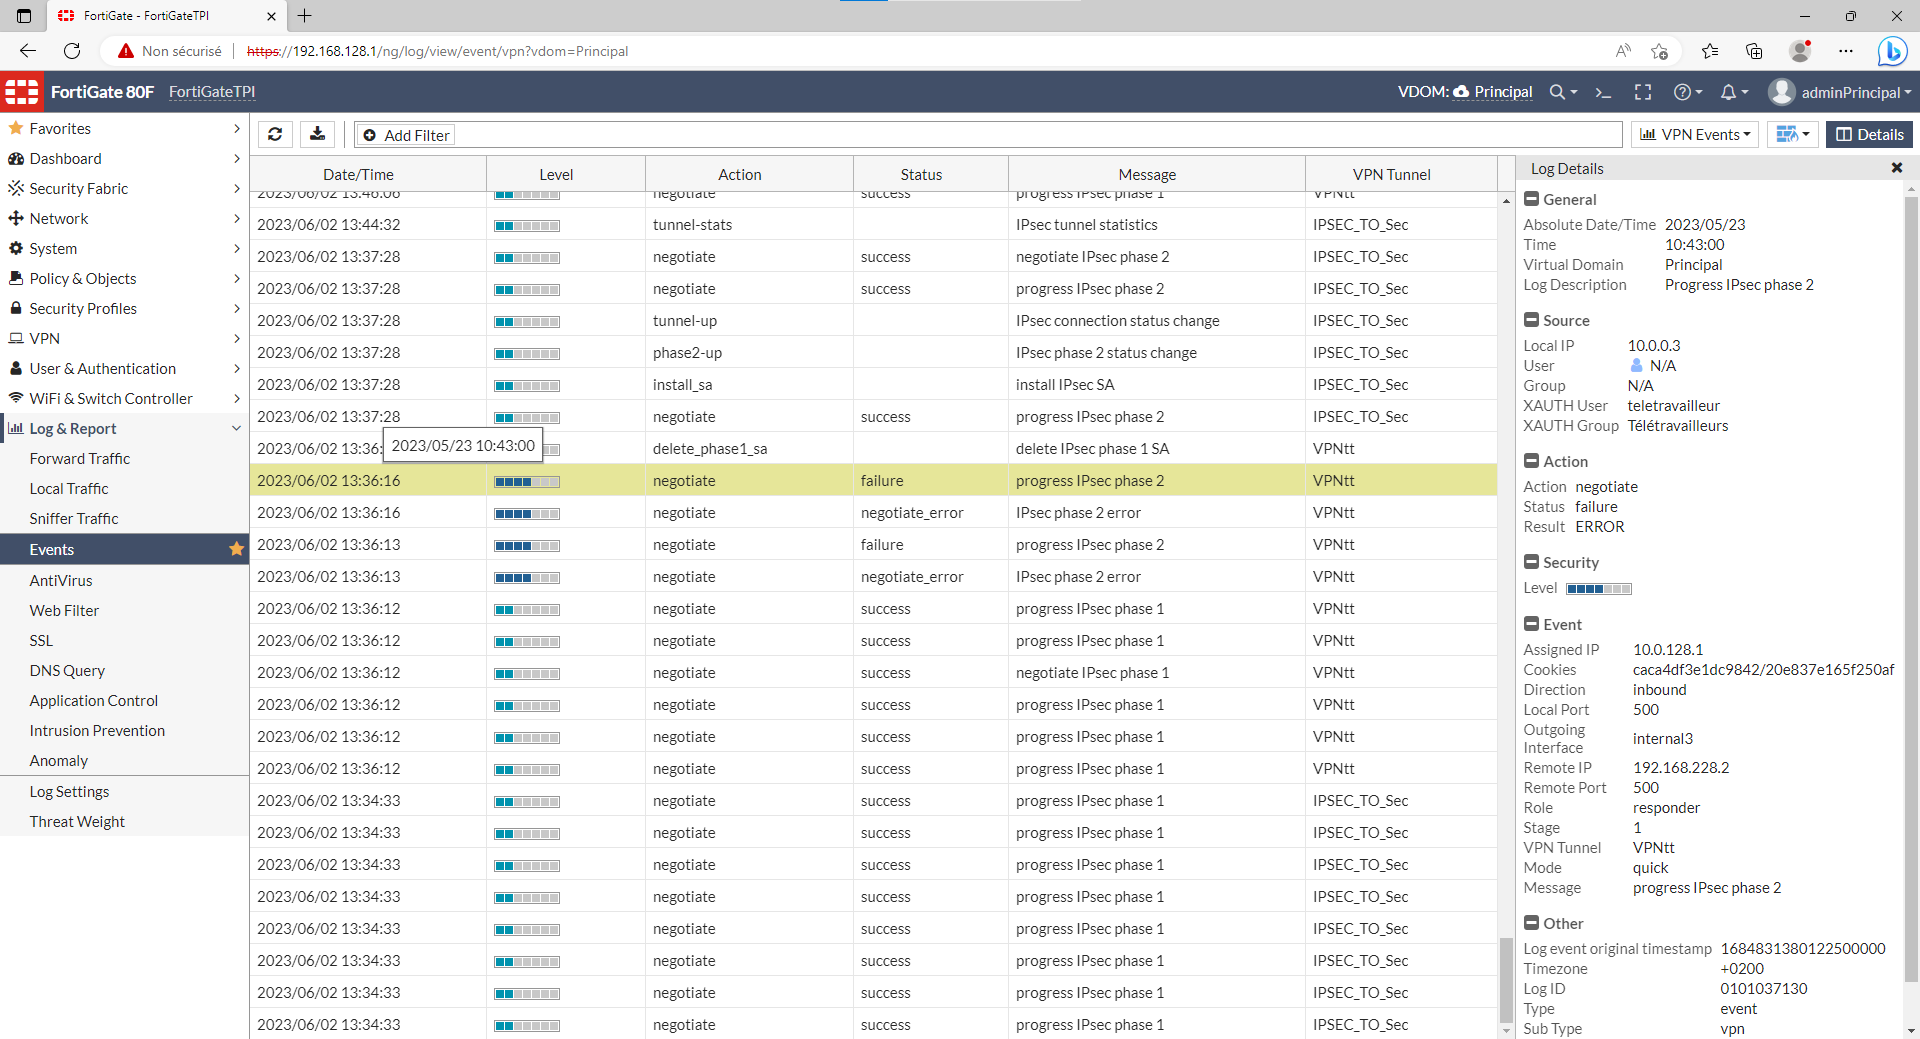 FortiGate - FortiGateTPI
Non sécurisé
https://192.168.128.1/ng/log/view/event/vpn?vdom=Principal
FortiGate 80F FortiGateTPI
VDOM: Principal
adminPrincipal
Favorites
Dashboard
Security Fabric
Network
System
Policy & Objects
Security Profiles
VPN
User & Authentication
WiFi & Switch Controller
Log & Report
Forward Traffic
Local Traffic
Sniffer Traffic
Events
AntiVirus
Web Filter
SSL
DNS Query
Application Control
Intrusion Prevention
Anomaly
Log Settings
Threat Weight
Add Filter
VPN Events
Details
Date/Time Level Action Status Message VPN Tunnel
2023/06/02 13:46:06 negotiate success progress IPsec phase 1 VPNtt
2023/06/02 13:44:32 tunnel-stats IPsec tunnel statistics IPSEC_TO_Sec
2023/06/02 13:37:28 negotiate success negotiate IPsec phase 2 IPSEC_TO_Sec
2023/06/02 13:37:28 negotiate success progress IPsec phase 2 IPSEC_TO_Sec
2023/06/02 13:37:28 tunnel-up IPsec connection status change IPSEC_TO_Sec
2023/06/02 13:37:28 phase2-up IPsec phase 2 status change IPSEC_TO_Sec
2023/06/02 13:37:28 install_sa install IPsec SA IPSEC_TO_Sec
2023/06/02 13:37:28 negotiate success progress IPsec phase 2 IPSEC_TO_Sec
2023/06/02 13:36: delete_phase1_sa delete IPsec phase 1 SA VPNtt
2023/05/23 10:43:00
2023/06/02 13:36:16 negotiate failure progress IPsec phase 2 VPNtt
2023/06/02 13:36:16 negotiate negotiate_error IPsec phase 2 error VPNtt
2023/06/02 13:36:13 negotiate failure progress IPsec phase 2 VPNtt
2023/06/02 13:36:13 negotiate negotiate_error IPsec phase 2 error VPNtt
2023/06/02 13:36:12 negotiate success progress IPsec phase 1 VPNtt
2023/06/02 13:36:12 negotiate success progress IPsec phase 1 VPNtt
2023/06/02 13:36:12 negotiate success negotiate IPsec phase 1 VPNtt
2023/06/02 13:36:12 negotiate success progress IPsec phase 1 VPNtt
2023/06/02 13:36:12 negotiate success progress IPsec phase 1 VPNtt
2023/06/02 13:36:12 negotiate success progress IPsec phase 1 VPNtt
2023/06/02 13:34:33 negotiate success progress IPsec phase 1 IPSEC_TO_Sec
2023/06/02 13:34:33 negotiate success progress IPsec phase 1 IPSEC_TO_Sec
2023/06/02 13:34:33 negotiate success progress IPsec phase 1 IPSEC_TO_Sec
2023/06/02 13:34:33 negotiate success progress IPsec phase 1 IPSEC_TO_Sec
2023/06/02 13:34:33 negotiate success progress IPsec phase 1 IPSEC_TO_Sec
2023/06/02 13:34:33 negotiate success progress IPsec phase 1 IPSEC_TO_Sec
2023/06/02 13:34:33 negotiate success progress IPsec phase 1 IPSEC_TO_Sec
2023/06/02 13:34:33 negotiate success progress IPsec phase 1 IPSEC_TO_Sec
Log Details
General
Absolute Date/Time 2023/05/23
Time 10:43:00
Virtual Domain Principal
Log Description Progress IPsec phase 2
Source
Local IP 10.0.0.3
User N/A
Group N/A
XAUTH User teletravailleur
XAUTH Group Télétravailleurs
Action
Action negotiate
Status failure
Result ERROR
Security
Level
Event
Assigned IP 10.0.128.1
Cookies caca4df3e1dc9842/20e837e165f250af
Direction inbound
Local Port 500
Outgoing
Interface internal3
Remote IP 192.168.228.2
Remote Port 500
Role responder
Stage 1
VPN Tunnel VPNtt
Mode quick
Message progress IPsec phase 2
Other
Log event original timestamp 1684831380122500000
Timezone +0200
Log ID 0101037130
Type event
Sub Type vpn